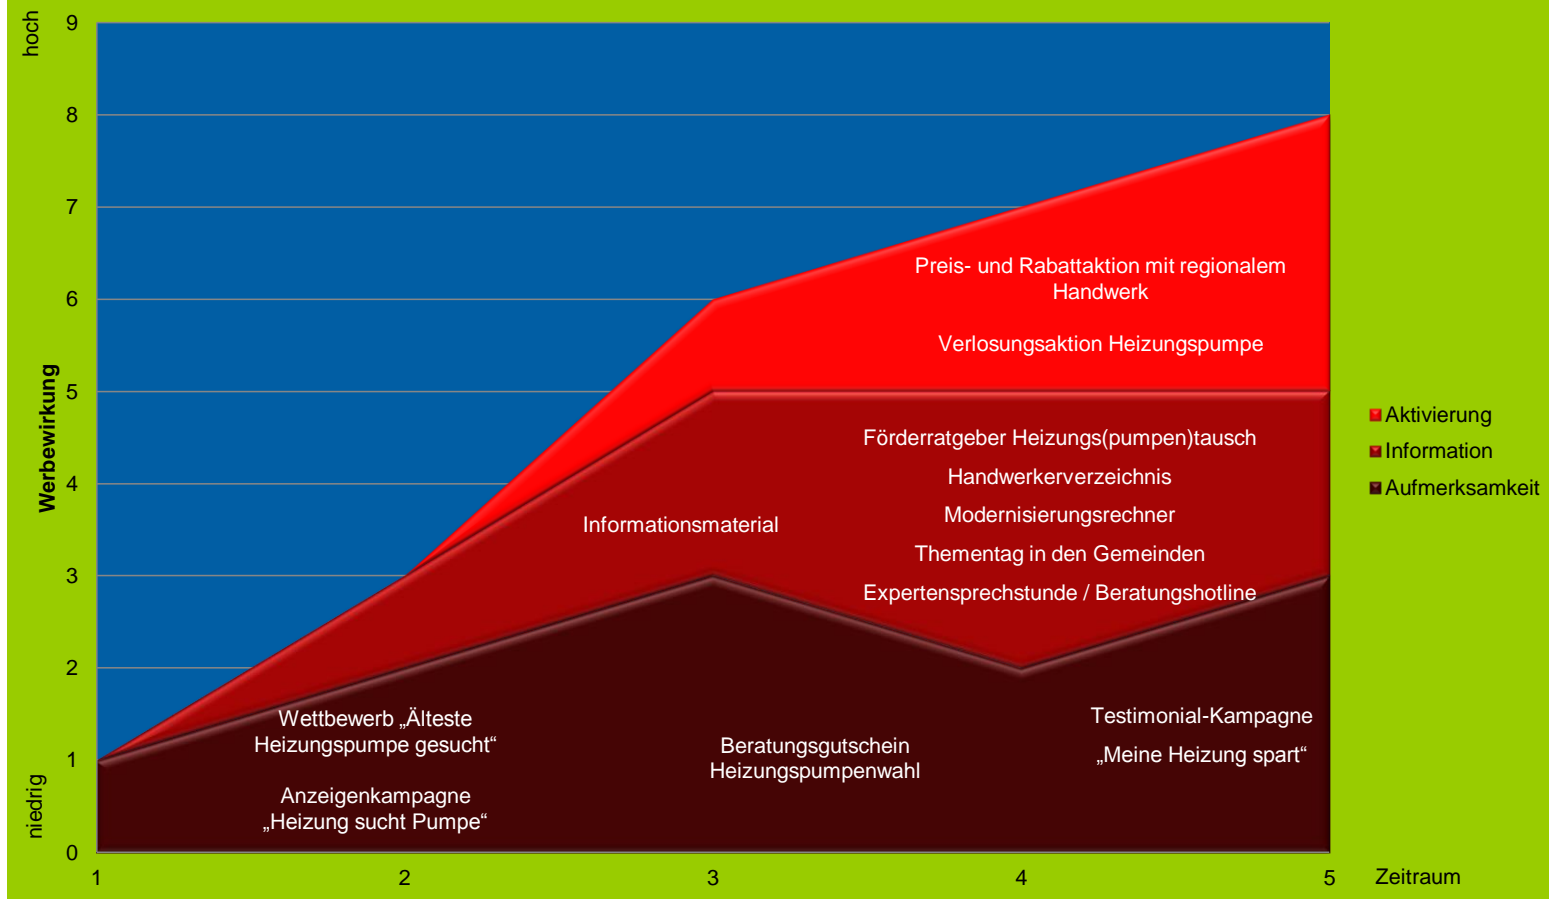 hoch
niedrig
Werbewirkung
9
8
7
6
5
4
3
2
1
0
Preis- und Rabattaktion mit regionalem
Handwerk
Verlosungsaktion Heizungspumpe
Förderratgeber Heizungs(pumpen)tausch
Handwerkerverzeichnis
Modernisierungsrechner
Thementag in den Gemeinden
Expertensprechstunde / Beratungshotline
Informationsmaterial
Wettbewerb „Älteste
Heizungspumpe gesucht“
Anzeigenkampagne
„Heizung sucht Pumpe“
Beratungsgutschein
Heizungspumpenwahl
Testimonial-Kampagne
„Meine Heizung spart“
1 2 3 4 5 Zeitraum
Aktivierung
Information
Aufmerksamkeit